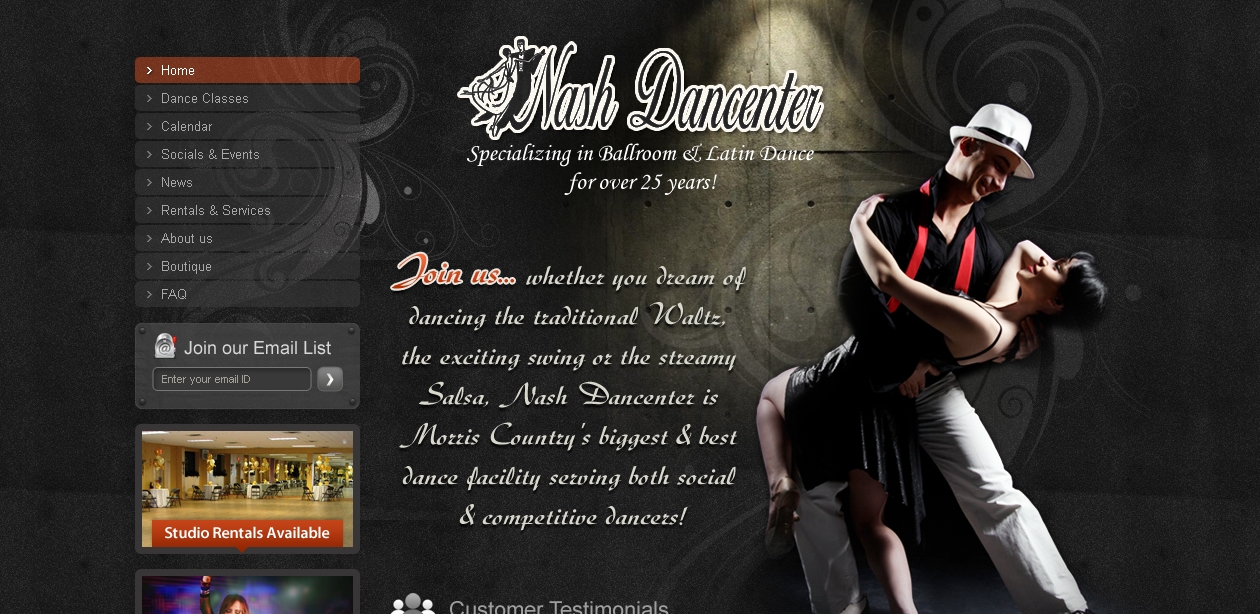 Home
Dance Classes
Calendar
Socials & Events
News
Rentals & Services
About us
Boutique
FAQ
Join our Email List
Enter your email ID
Studio Rentals Available
Nash Dancenter
Specializing in Ballroom & Latin Dance
for over 25 years!
Join us... whether you dream of
dancing the traditional Waltz,
the exciting swing or the streamy
Salsa, Nash Dancenter is
Morris Country's biggest & best
dance facility serving both social
& competitive dancers!
Customer Testimonials